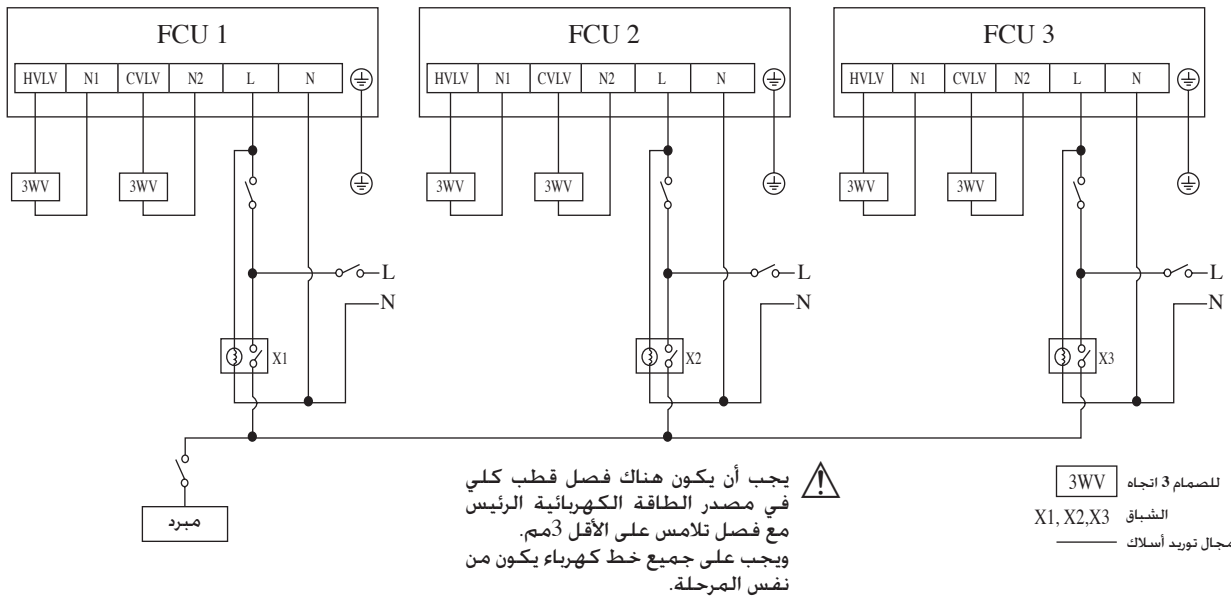 FCU 1
FCU 2
FCU 3
HVLV N1 CVLV N2 L N
HVLV N1 CVLV N2 L N
HVLV N1 CVLV N2 L N
3WV 3WV
3WV 3WV
3WV 3WV
L
N
L
N
L
N
X1
X2
X3
مبرد
يجب أن يكون هناك فصل قطب كلي
في مصدر الطاقة الكهربائية الرئيس
مع فصل تلامس على الأقل 3مم.
ويجب على جميع خط كهرباء يكون من
نفس المرحلة.
3WV للصمام 3 اتجاه
X1, X2,X3 الشباق
مجال توريد أسلاك